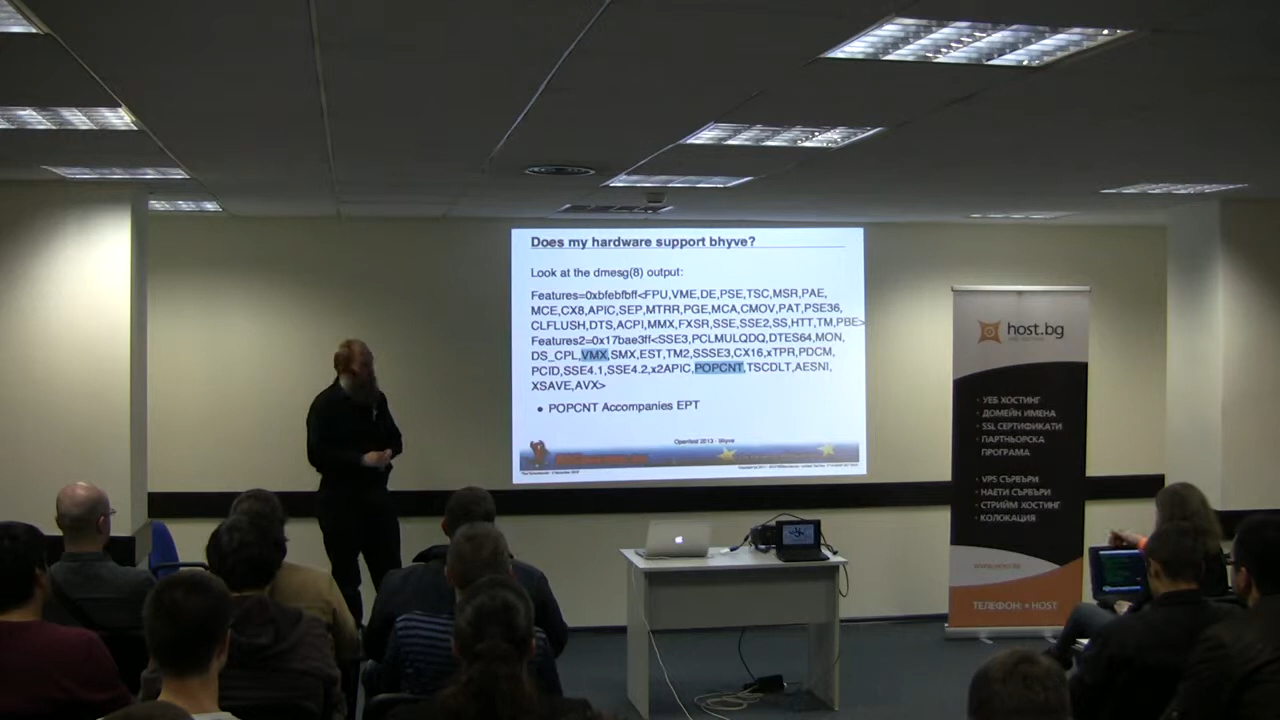 Does my hardware support bhyve?
Look at the dmesg(8) output:
Features=0xbfebfbff<FPU,VME,DE,PSE,TSC,MSR,PAE,
MCE,CX8,APIC,SEP,MTRR,PGE,MCA,CMOV,PAT,PSE36,
CLFLUSH,DTS,ACPI,MMX,FXSR,SSE,SSE2,SS,HTT,TM,PBE>
Features2=0x17bae3ff<SSE3,PCLMULQDQ,DTES64,MON,
DS_CPL,VMX,SMX,EST,TM2,SSSE3,CX16,xTPR,PDCM,
PCID,SSE4.1,SSE4.2,x2APIC,POPCNT,TSCDLT,AESNI,
XSAVE,AVX>
• POPCNT Accompanies EPT
Openfest 2013 - Bhyve
host.bg
• УЕБ ХОСТИНГ
• ДОМЕЙН ИМЕНА
• SSL СЕРТИФИКАТИ
• ПАРТНЬОРСКА
ПРОГРАМА
• VPS СЪРВЪРИ
• НАЕТИ СЪРВЪРИ
• СТРИЙМ ХОСТИНГ
• КОЛОКАЦИЯ
ТЕЛЕФОН: • HOST